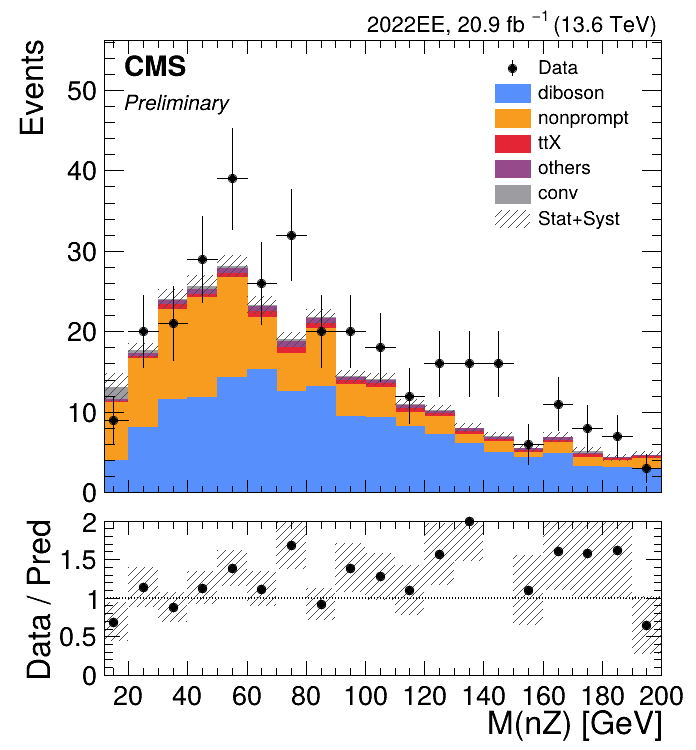 2022EE, 20.9 fb⁻¹ (13.6 TeV)
CMS
Preliminary
Events
Data
diboson
nonprompt
ttX
others
conv
Stat+Syst
50
40
30
20
10
0
Data / Pred
2
1.5
1
0.5
0
20 40 60 80 100 120 140 160 180 200
M(nZ) [GeV]